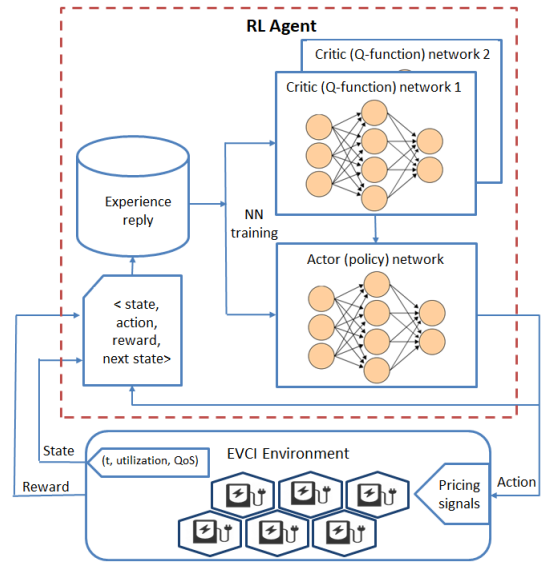 RL Agent
Critic (Q-function) network 2
Critic (Q-function) network 1
Experience
reply
NN
training
Actor (policy) network
< state,
action,
reward,
next state>
State
(t, utilization, QoS)
EVCI Environment
Reward
Pricing
signals
Action